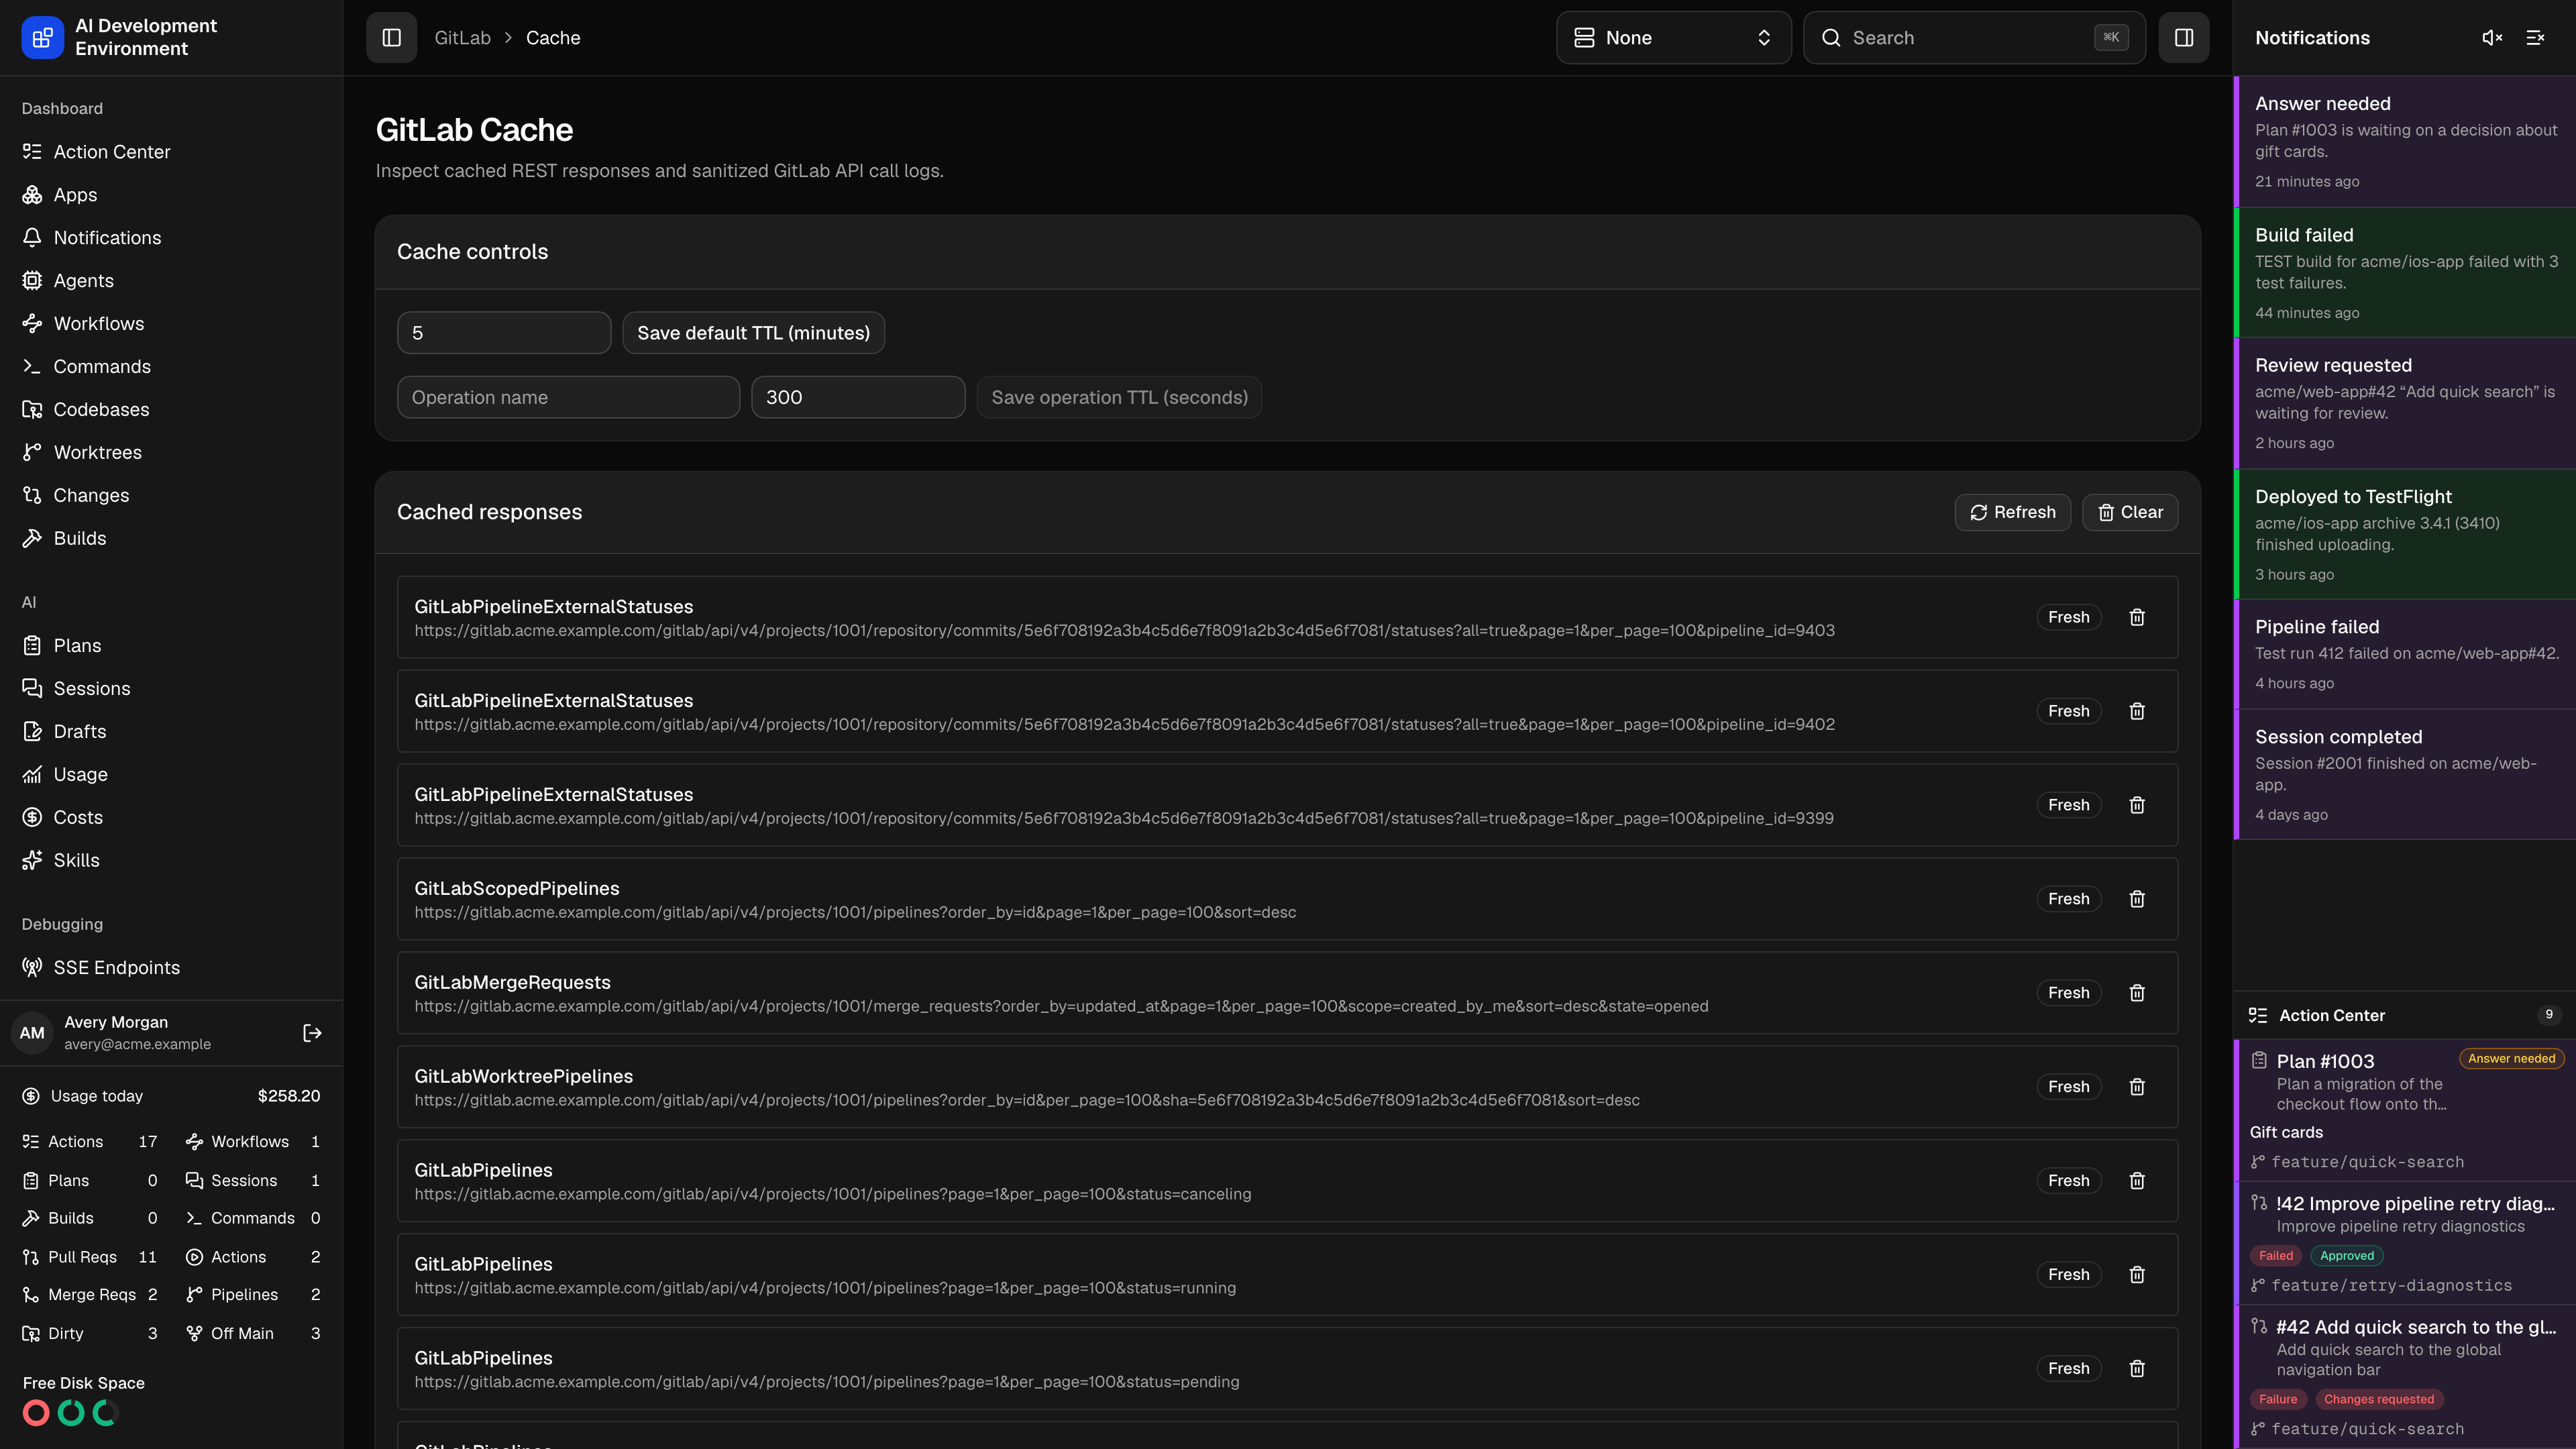 AI Development
Environment
Dashboard
Action Center
Apps
Notifications
Agents
Workflows
Commands
Codebases
Worktrees
Changes
Builds
AI
Plans
Sessions
Drafts
Usage
Costs
Skills
Debugging
SSE Endpoints
AM
Avery Morgan
avery@acme.example
Usage today $258.20
Actions 17 Workflows 1
Plans 0 Sessions 1
Builds 0 Commands 0
Pull Reqs 11 Actions 2
Merge Reqs 2 Pipelines 2
Dirty 3 Off Main 3
Free Disk Space
GitLab > Cache
None
Search ⌘K
GitLab Cache
Inspect cached REST responses and sanitized GitLab API call logs.
Cache controls
5 Save default TTL (minutes)
Operation name 300 Save operation TTL (seconds)
Cached responses Refresh Clear
GitLabPipelineExternalStatuses
https://gitlab.acme.example.com/gitlab/api/v4/projects/1001/repository/commits/5e6f708192a3b4c5d6e7f8091a2b3c4d5e6f7081/statuses?all=true&page=1&per_page=100&pipeline_id=9403
Fresh
GitLabPipelineExternalStatuses
https://gitlab.acme.example.com/gitlab/api/v4/projects/1001/repository/commits/5e6f708192a3b4c5d6e7f8091a2b3c4d5e6f7081/statuses?all=true&page=1&per_page=100&pipeline_id=9402
Fresh
GitLabPipelineExternalStatuses
https://gitlab.acme.example.com/gitlab/api/v4/projects/1001/repository/commits/5e6f708192a3b4c5d6e7f8091a2b3c4d5e6f7081/statuses?all=true&page=1&per_page=100&pipeline_id=9399
Fresh
GitLabScopedPipelines
https://gitlab.acme.example.com/gitlab/api/v4/projects/1001/pipelines?order_by=id&page=1&per_page=100&sort=desc
Fresh
GitLabMergeRequests
https://gitlab.acme.example.com/gitlab/api/v4/projects/1001/merge_requests?order_by=updated_at&page=1&per_page=100&scope=created_by_me&sort=desc&state=opened
Fresh
GitLabWorktreePipelines
https://gitlab.acme.example.com/gitlab/api/v4/projects/1001/pipelines?order_by=id&per_page=100&sha=5e6f708192a3b4c5d6e7f8091a2b3c4d5e6f7081&sort=desc
Fresh
GitLabPipelines
https://gitlab.acme.example.com/gitlab/api/v4/projects/1001/pipelines?page=1&per_page=100&status=canceling
Fresh
GitLabPipelines
https://gitlab.acme.example.com/gitlab/api/v4/projects/1001/pipelines?page=1&per_page=100&status=running
Fresh
GitLabPipelines
https://gitlab.acme.example.com/gitlab/api/v4/projects/1001/pipelines?page=1&per_page=100&status=pending
Fresh
GitLabPipelines
Notifications
Answer needed
Plan #1003 is waiting on a decision about
gift cards.
21 minutes ago
Build failed
TEST build for acme/ios-app failed with 3
test failures.
44 minutes ago
Review requested
acme/web-app#42 “Add quick search” is
waiting for review.
2 hours ago
Deployed to TestFlight
acme/ios-app archive 3.4.1 (3410)
finished uploading.
3 hours ago
Pipeline failed
Test run 412 failed on acme/web-app#42.
4 hours ago
Session completed
Session #2001 finished on acme/web-
app.
4 days ago
Action Center 9
Plan #1003 Answer needed
Plan a migration of the
checkout flow onto th...
Gift cards
feature/quick-search
!42 Improve pipeline retry diag...
Improve pipeline retry diagnostics
Failed Approved
feature/retry-diagnostics
#42 Add quick search to the gl...
Add quick search to the global
navigation bar
Failure Changes requested
feature/quick-search